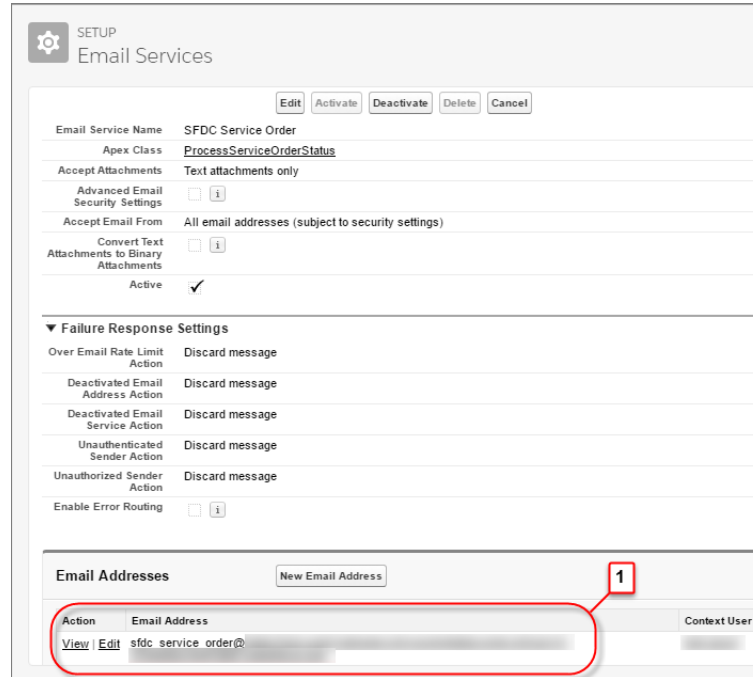 SETUP
Email Services
Edit Activate Deactivate Delete Cancel
Email Service Name SFDC Service Order
Apex Class ProcessServiceOrderStatus
Accept Attachments Text attachments only
Advanced Email
Security Settings
Accept Email From All email addresses (subject to security settings)
Convert Text
Attachments to Binary
Attachments
Active
Failure Response Settings
Over Email Rate Limit
Action Discard message
Deactivated Email
Address Action Discard message
Deactivated Email
Service Action Discard message
Unauthenticated
Sender Action Discard message
Unauthorized Sender
Action Discard message
Enable Error Routing
Email Addresses New Email Address
1
Action Email Address Context User
View | Edit sfdc_service_order@